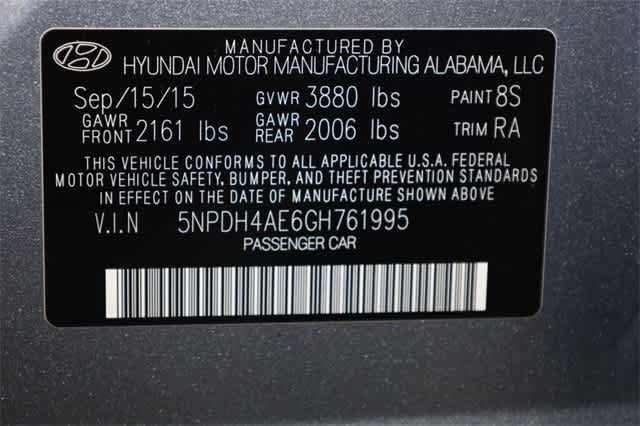 MANUFACTURED BY
HYUNDAI MOTOR MANUFACTURING ALABAMA, LLC
Sep/15/15 GVWR 3880 lbs PAINT 8S
GAWR FRONT 2161 lbs GAWR REAR 2006 lbs TRIM RA
THIS VEHICLE CONFORMS TO ALL APPLICABLE U.S.A. FEDERAL
MOTOR VEHICLE SAFETY, BUMPER, AND THEFT PREVENTION STANDARDS
IN EFFECT ON THE DATE OF MANUFACTURE SHOWN ABOVE
V.I.N 5NPDH4AE6GH761995
PASSENGER CAR